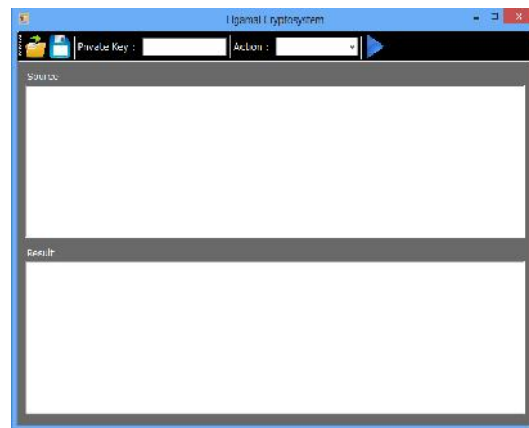 Elgamal Cryptosystem
Private Key :
Action :
Source
Result